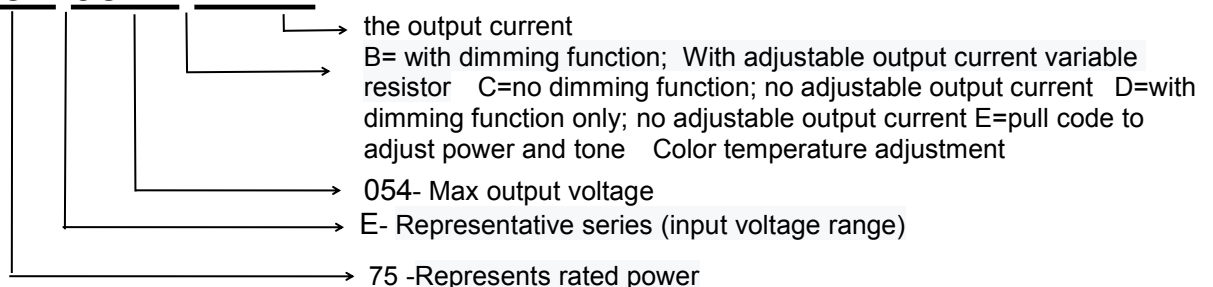 the output current
B= with dimming function; With adjustable output current variable
resistor C=no dimming function; no adjustable output current D=with
dimming function only; no adjustable output current E=pull code to
adjust power and tone Color temperature adjustment
054- Max output voltage
E- Representative series (input voltage range)
75 -Represents rated power